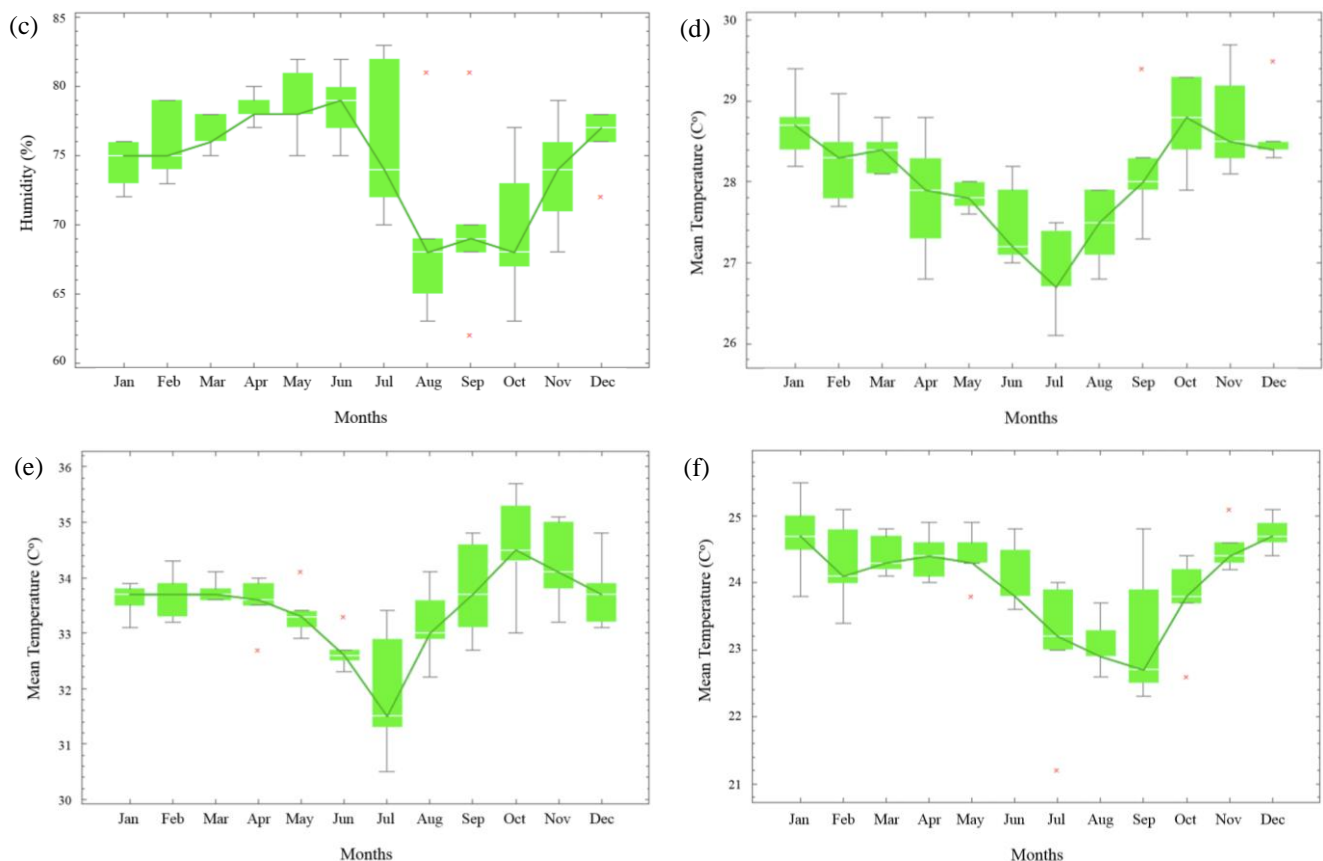 (c)
Humidity (%)
85
80
75
70
65
60
Jan Feb Mar Apr May Jun Jul Aug Sep Oct Nov Dec
Months
(d)
Mean Temperature (Cº)
30
29
28
27
26
Jan Feb Mar Apr May Jun Jul Aug Sep Oct Nov Dec
Months
(e)
Mean Temperature (Cº)
36
35
34
33
32
31
30
Jan Feb Mar Apr May Jun Jul Aug Sep Oct Nov Dec
Months
(f)
Mean Temperature (Cº)
25
24
23
22
21
Jan Feb Mar Apr May Jun Jul Aug Sep Oct Nov Dec
Months